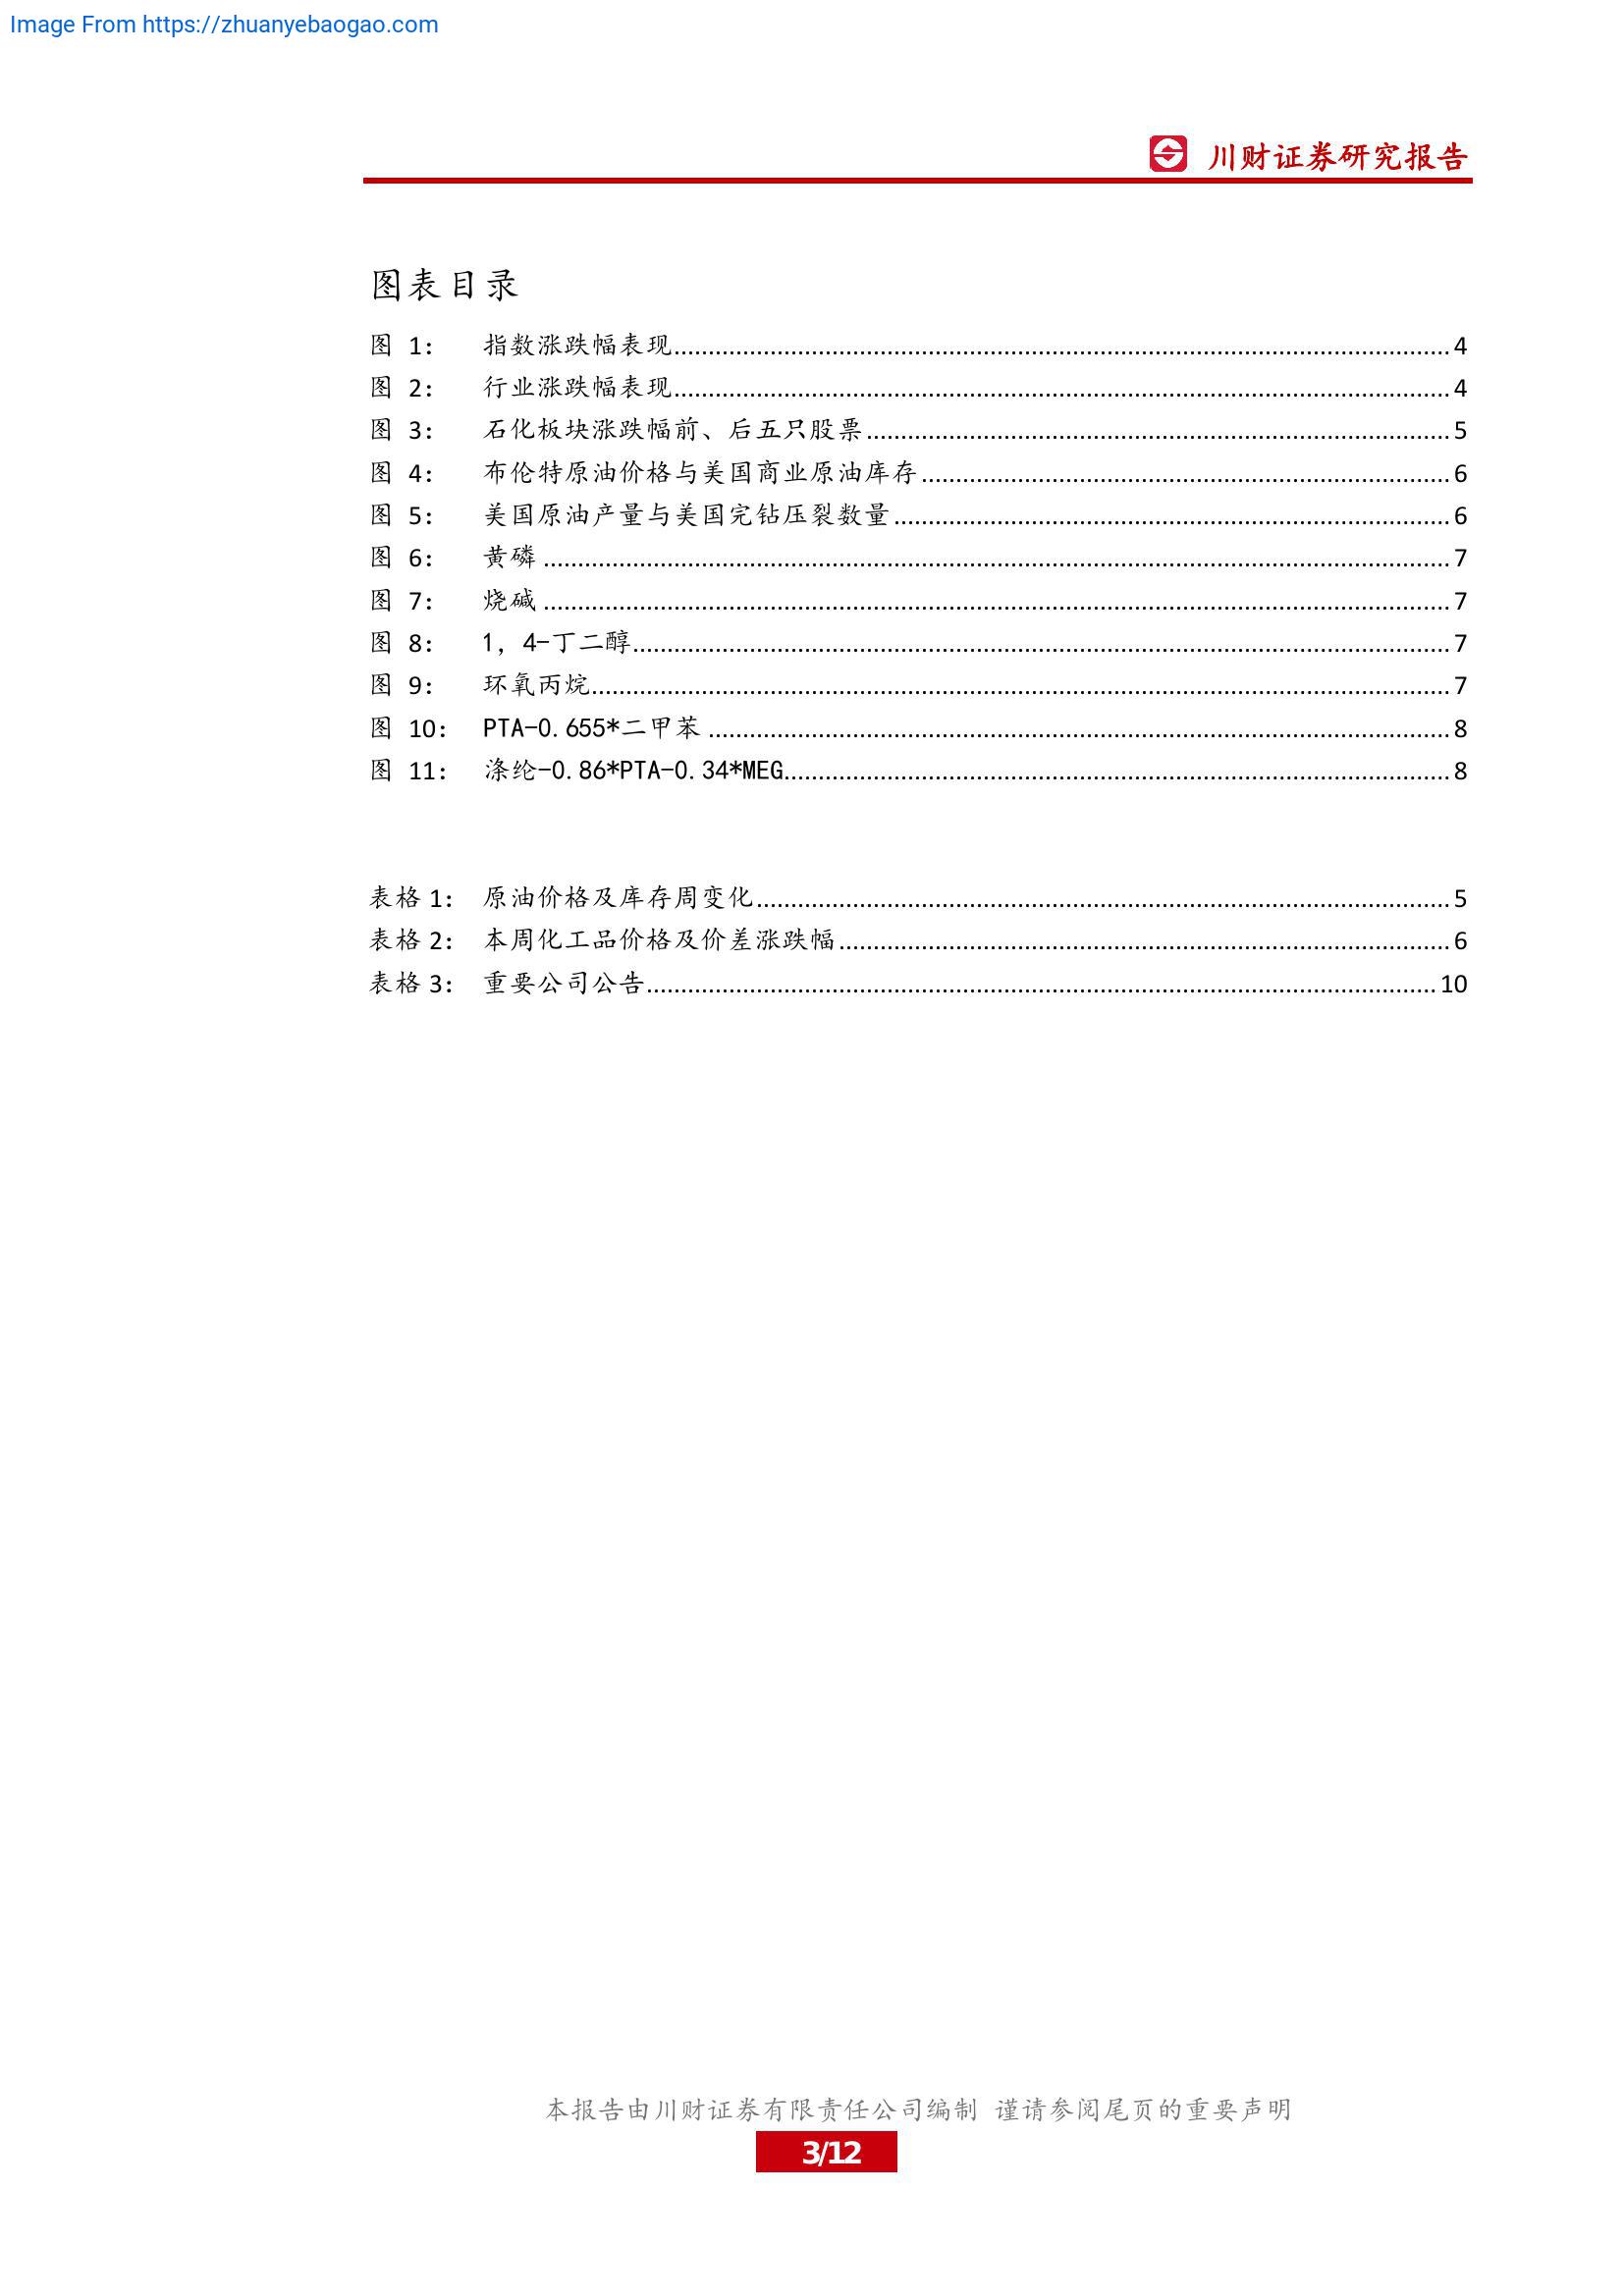 Image From https://zhuanyebaogao.com
川财证券研究报告
图表目录
图 1： 指数涨跌幅表现 4
图 2： 行业涨跌幅表现 4
图 3： 石化板块涨跌幅前、后五只股票 5
图 4： 布伦特原油价格与美国商业原油库存 6
图 5： 美国原油产量与美国完钻压裂数量 6
图 6： 黄磷 7
图 7： 烧碱 7
图 8： 1，4-丁二醇 7
图 9： 环氧丙烷 7
图 10： PTA-0.655*二甲苯 8
图 11： 涤纶-0.86*PTA-0.34*MEG 8
表格 1： 原油价格及库存周变化 5
表格 2： 本周化工品价格及价差涨跌幅 6
表格 3： 重要公司公告 10
本报告由川财证券有限责任公司编制 谨请参阅尾页的重要声明
3/12